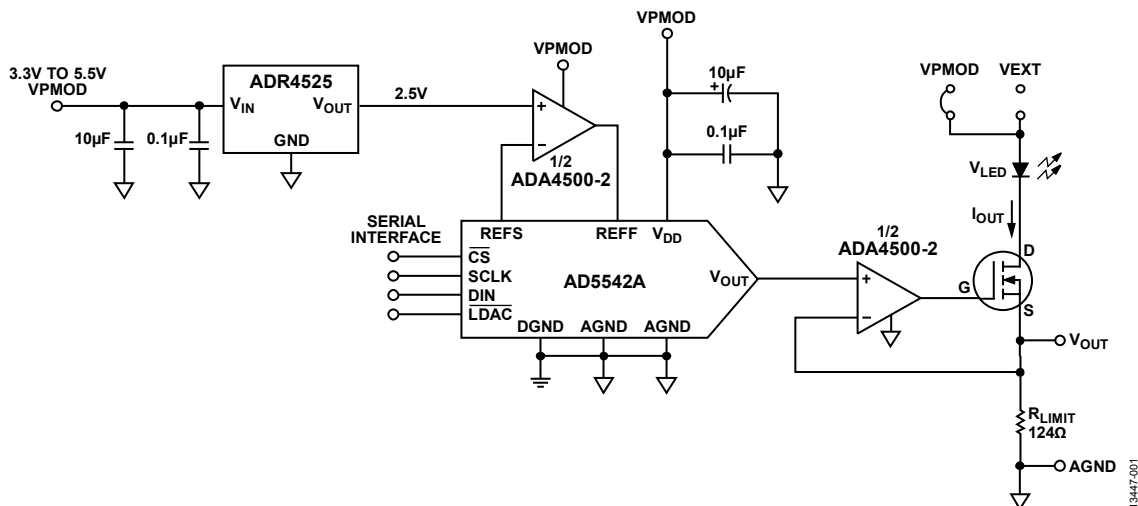 3.3V TO 5.5V
VPMOD
10µF
0.1µF
ADR4525
VIN
VOUT
GND
2.5V
VPMOD
+
−
1/2
ADA4500-2
VPMOD
+
10µF
0.1µF
SERIAL
INTERFACE
REFS
REFF
VDD
CS
SCLK
DIN
LDAC
AD5542A
VOUT
DGND
AGND
AGND
1/2
ADA4500-2
+
−
VPMOD
VEXT
VLED
IOUT
D
G
S
VOUT
RLIMIT
124Ω
AGND
13447-001